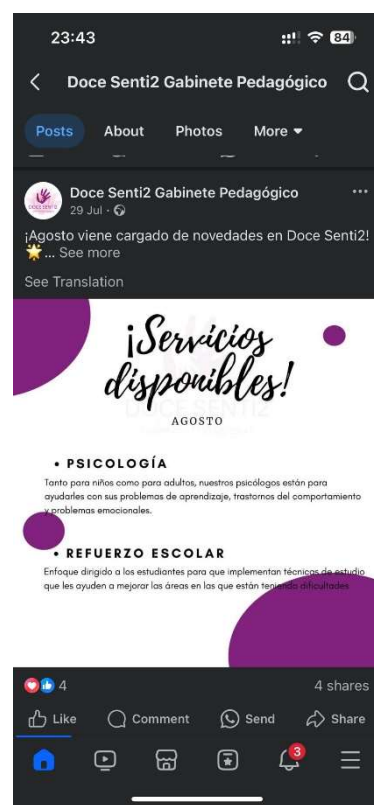 23:43
84
Doce Senti2 Gabinete Pedagógico
Posts About Photos More
Doce Senti2 Gabinete Pedagógico
29 Jul
¡Agosto viene cargado de novedades en Doce Senti2!
... See more
See Translation
¡Servicios
disponibles!
DOCE SENTI2
AGOSTO
• PSICOLOGÍA
Tanto para niños como para adultos, nuestros psicólogos están para
ayudarles con sus problemas de aprendizaje, trastornos del comportamiento
y problemas emocionales.
• REFUERZO ESCOLAR
Enfoque dirigido a los estudiantes para que implementan técnicas de estudio
que les ayuden a mejorar las áreas en las que están teniendo dificultades
4 4 shares
Like Comment Send Share
3